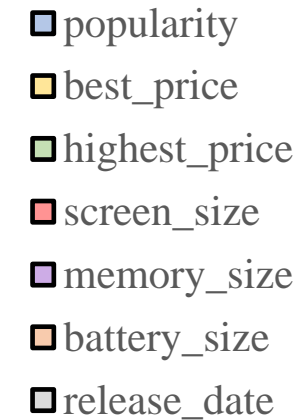 popularity
best_price
highest_price
screen_size
memory_size
battery_size
release_date